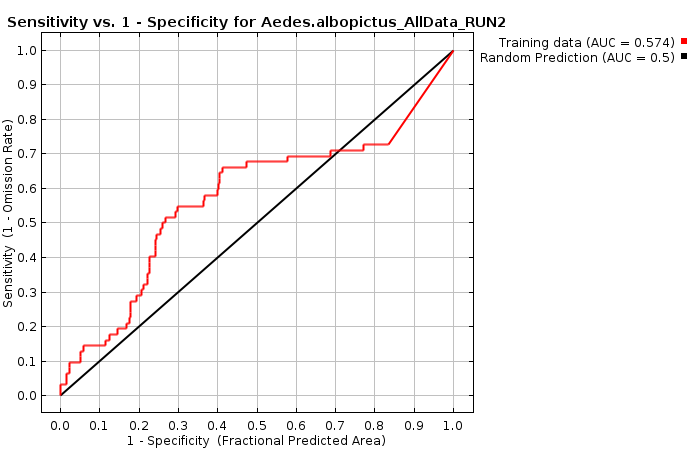 Sensitivity vs. 1 - Specificity for Aedes.albopictus_AllData_RUN2
Training data (AUC = 0.574)
Random Prediction (AUC = 0.5)
Sensitivity (1 - Omission Rate)
1.0
0.9
0.8
0.7
0.6
0.5
0.4
0.3
0.2
0.1
0.0
0.0 0.1 0.2 0.3 0.4 0.5 0.6 0.7 0.8 0.9 1.0
1 - Specificity (Fractional Predicted Area)